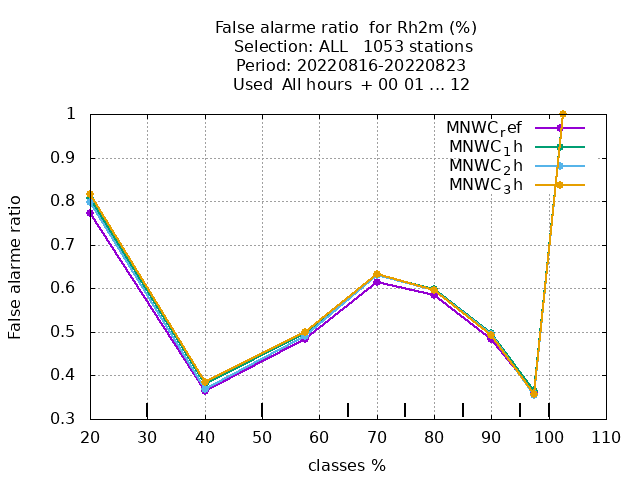 False alarme ratio  for Rh2m (%)
Selection: ALL   1053 stations
Period: 20220816-20220823
Used  All hours  + 00 01 ... 12
MNWC_ref
MNWC_1h
MNWC_2h
MNWC_3h
1
0.9
0.8
0.7
0.6
0.5
0.4
0.3
False alarme ratio
20 30 40 50 60 70 80 90 100 110
classes %